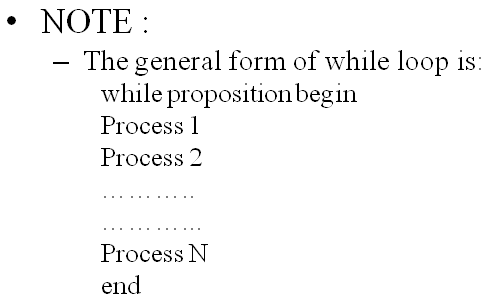 • NOTE :
– The general form of while loop is:
while proposition begin
Process 1
Process 2
…………..
…………...
Process N
end